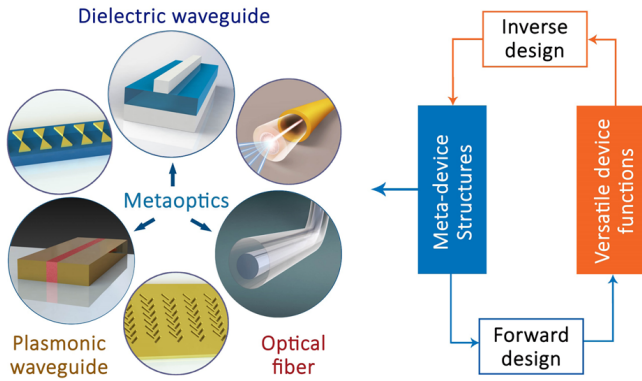 Dielectric waveguide
Metaoptics
Plasmonic
waveguide
Optical
fiber
Inverse
design
Meta-device
Structures
Versatile device
functions
Forward
design